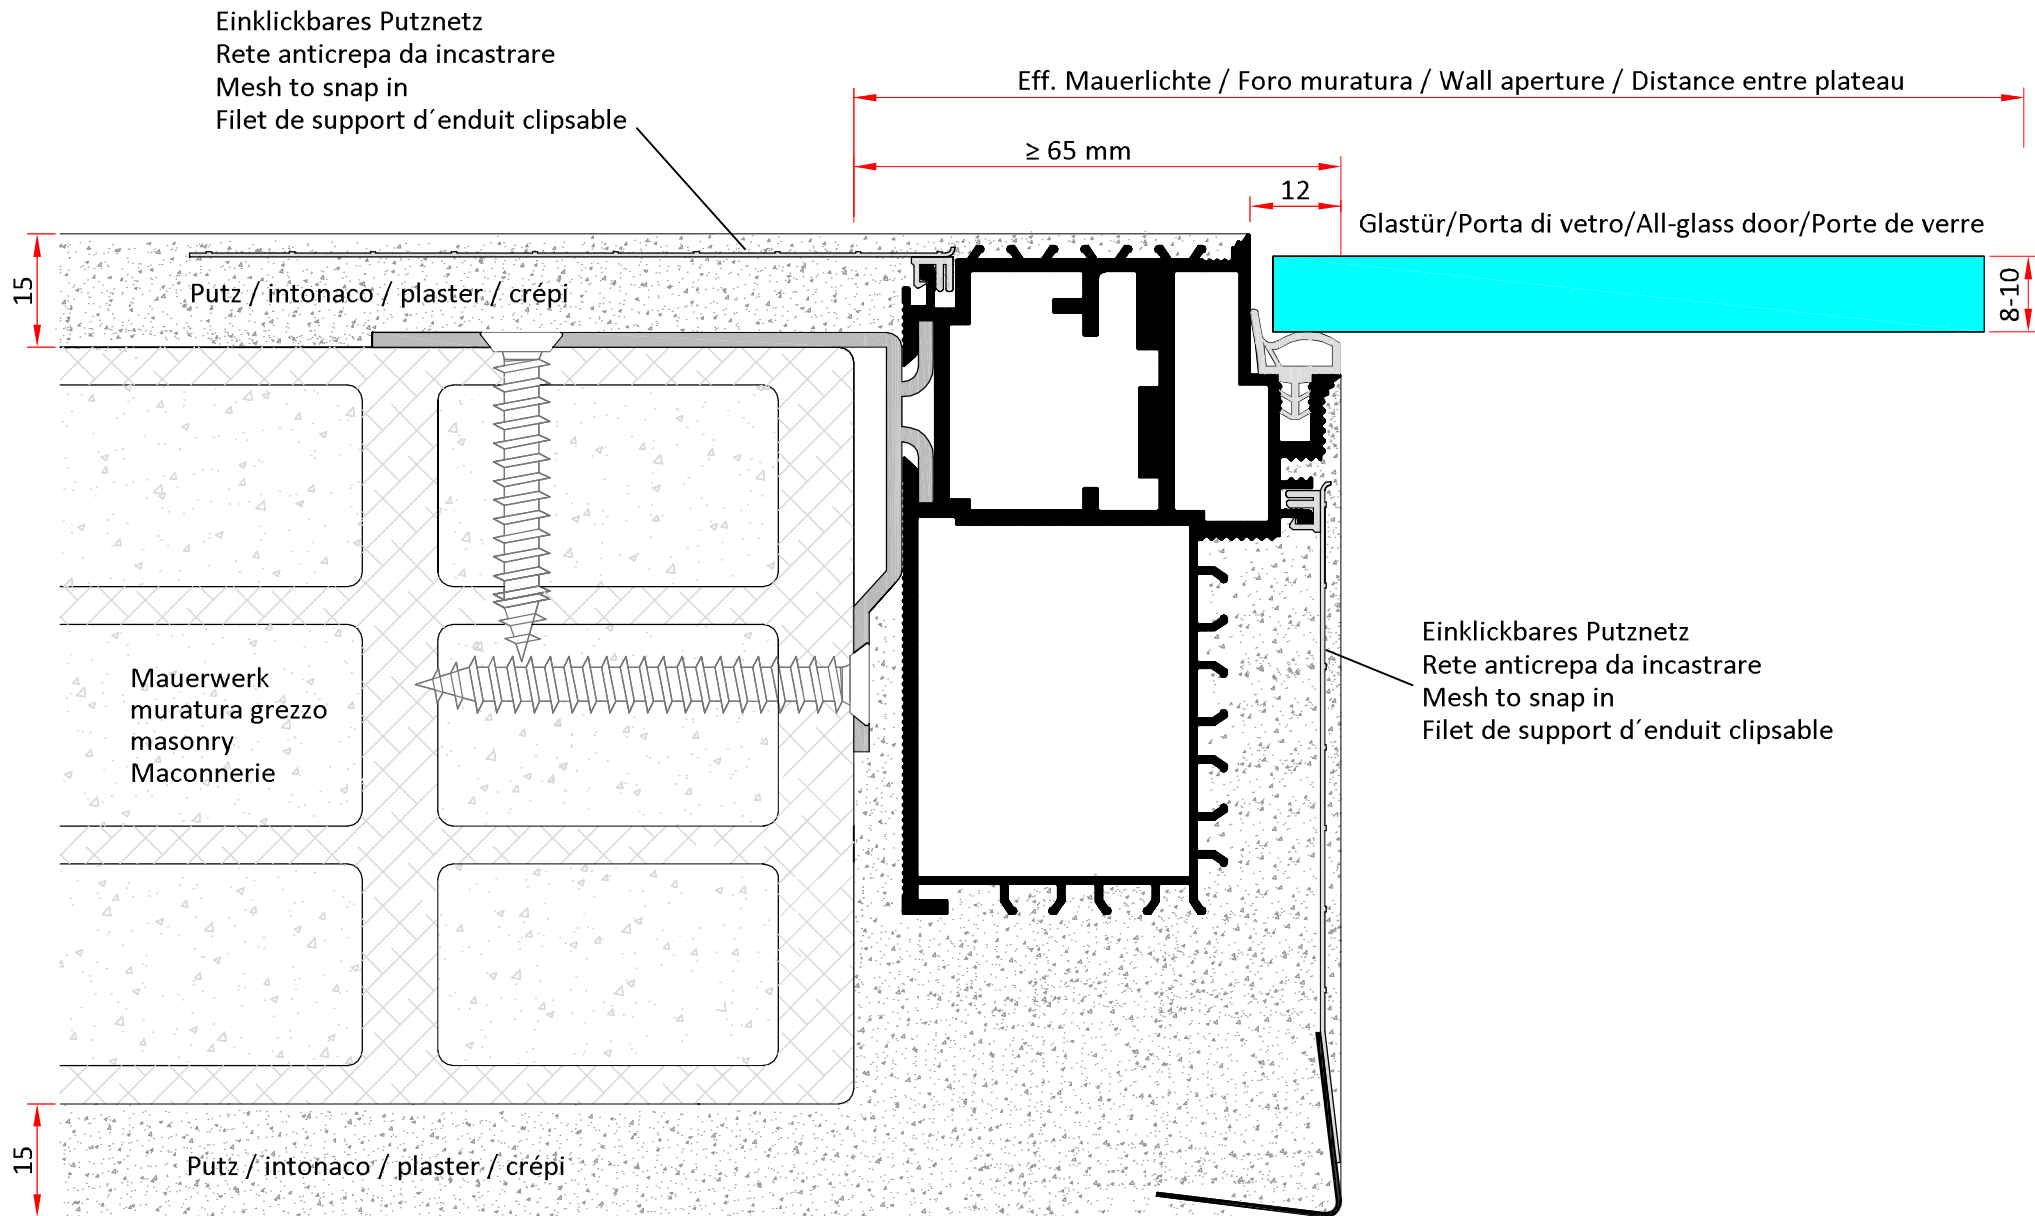 Einklickbares Putznetz
Rete anticrepa da incastrare
Mesh to snap in
Filet de support d´enduit clipsable
Eff. Mauerlichte / Foro muratura / Wall aperture / Distance entre plateau
≥ 65 mm
12
Glastür/Porta di vetro/All-glass door/Porte de verre
15
Putz / intonaco / plaster / crépi
8-10
Mauerwerk
muratura grezzo
masonry
Maconnerie
Einklickbares Putznetz
Rete anticrepa da incastrare
Mesh to snap in
Filet de support d´enduit clipsable
15
Putz / intonaco / plaster / crépi